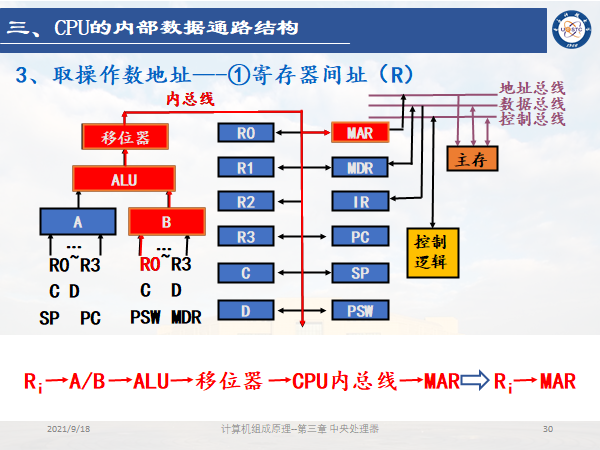 三、CPU的内部数据通路结构
3、取操作数地址---①寄存器间址（R）
内总线
地址总线
数据总线
控制总线
移位器
R0
MAR
主存
ALU
R1
MDR
A
B
R2
IR
...
...
R3
PC
控制
逻辑
R0~R3
R0~R3
C D
C D
C
SP
SP PC
PSW MDR
D
PSW
Ri→A/B→ALU→移位器→CPU内总线→MAR⇨Ri→MAR
2021/9/18
计算机组成原理--第三章 中央处理器
30